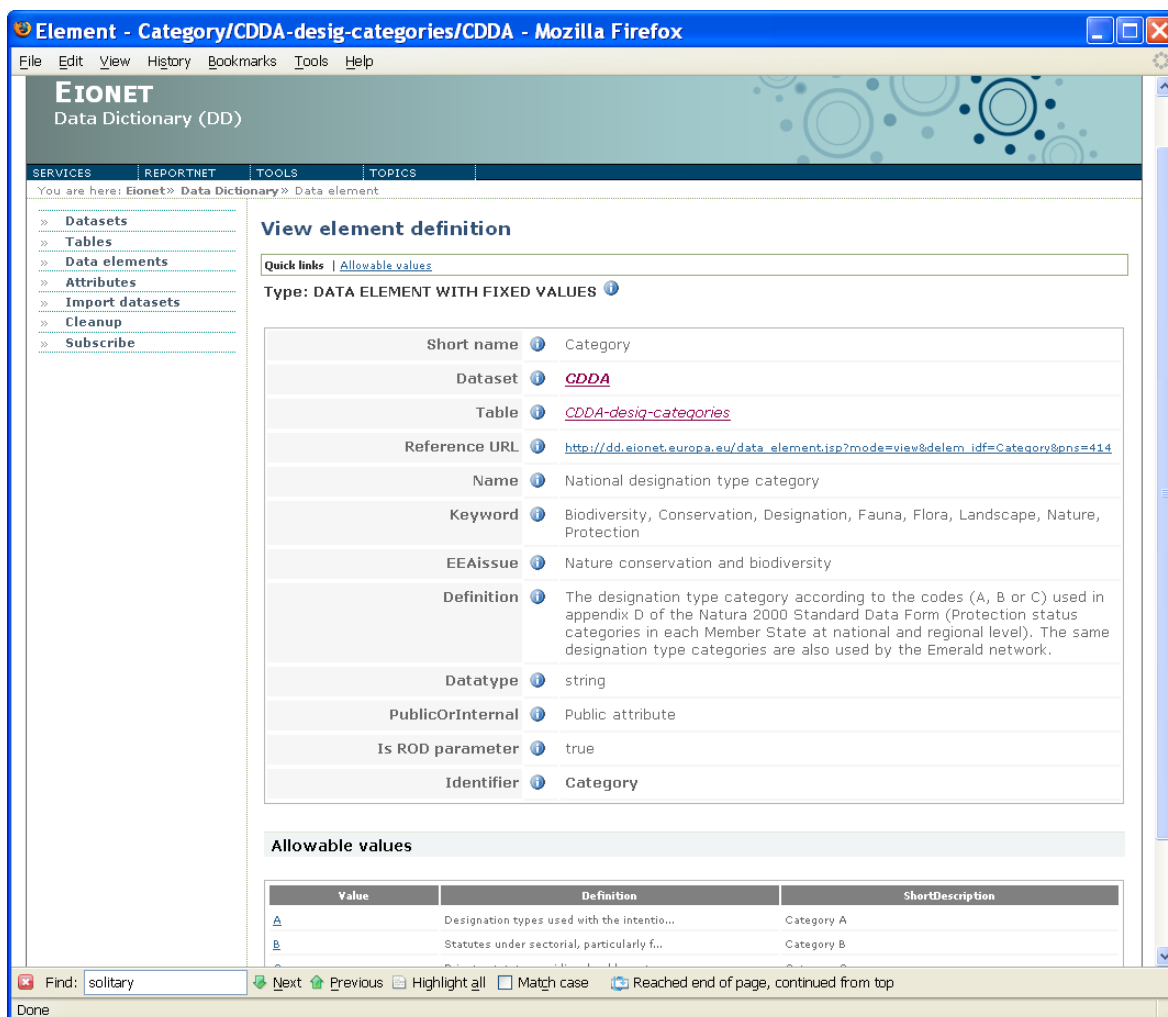 Element - Category/CDDA-desig-categories/CDDA - Mozilla Firefox
File Edit View History Bookmarks Tools Help
EIONET
Data Dictionary (DD)
SERVICES REPORTNET TOOLS TOPICS
You are here: Eionet» Data Dictionary» Data element
» Datasets
» Tables
» Data elements
» Attributes
» Import datasets
» Cleanup
» Subscribe
View element definition
Quick links | Allowable values
Type: DATA ELEMENT WITH FIXED VALUES
Short name Category
Dataset CDDA
Table CDDA-desig-categories
Reference URL http://dd.eionet.europa.eu/data_element.jsp?mode=view&delem_idf=Category&pns=414
Name National designation type category
Keyword Biodiversity, Conservation, Designation, Fauna, Flora, Landscape, Nature,
Protection
EEAissue Nature conservation and biodiversity
Definition The designation type category according to the codes (A, B or C) used in
appendix D of the Natura 2000 Standard Data Form (Protection status
categories in each Member State at national and regional level). The same
designation type categories are also used by the Emerald network.
Datatype string
PublicOrInternal Public attribute
Is ROD parameter true
Identifier Category
Allowable values
Value Definition ShortDescription
A Designation types used with the intentio... Category A
B Statutes under sectorial, particularly f... Category B
Find: solitary Next Previous Highlight all Match case Reached end of page, continued from top
Done